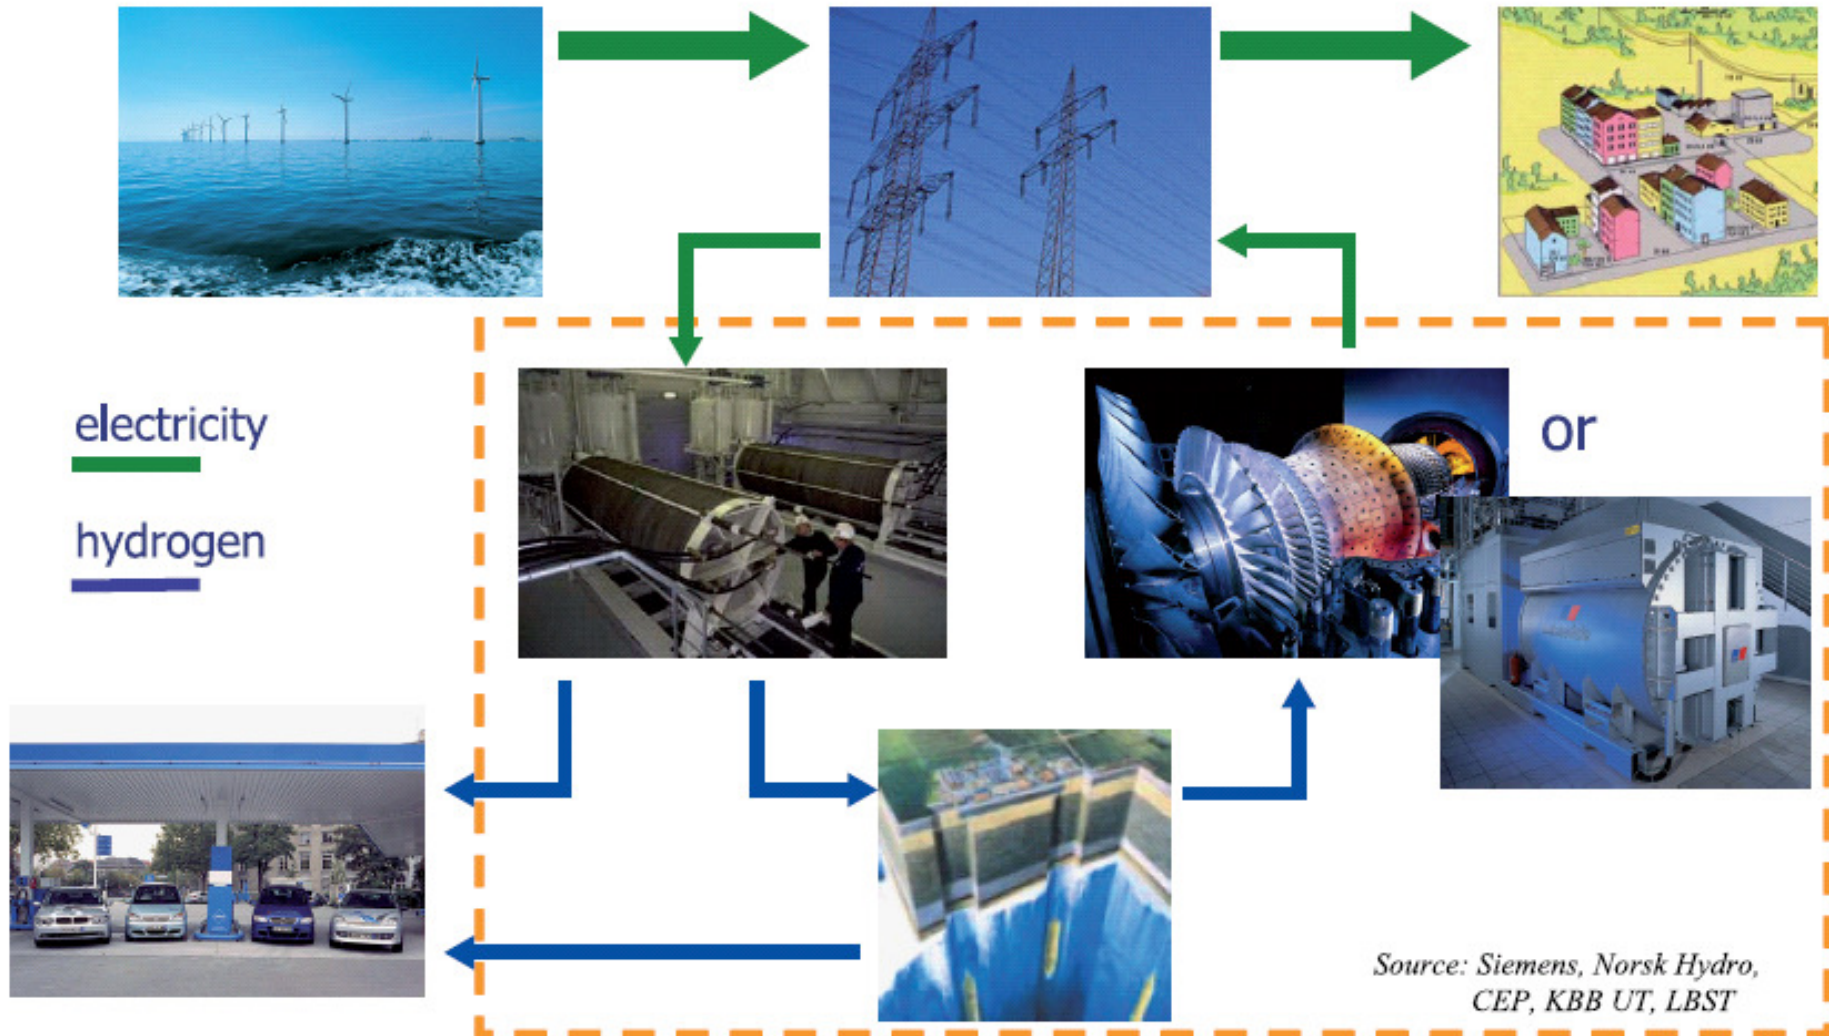 electricity
hydrogen
or
Source: Siemens, Norsk Hydro,
CEP, KBB UT, LBST